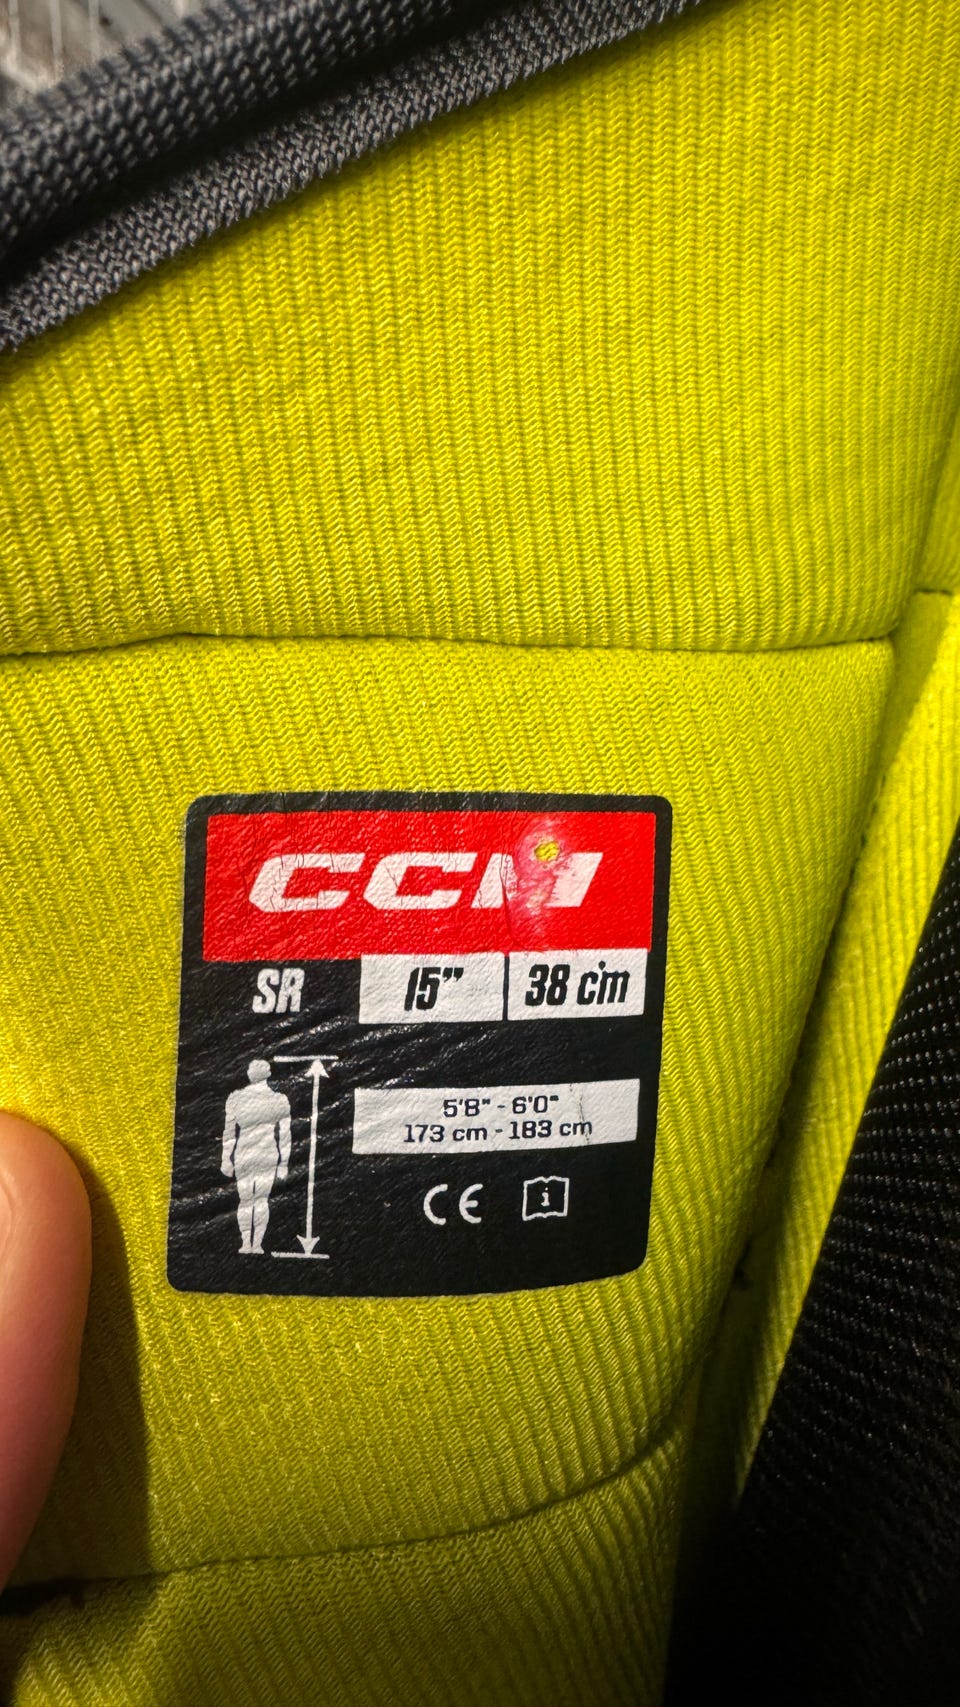 CCM
SR 15" 38 cm
5'8" - 6'0"
173 cm - 183 cm
CE i